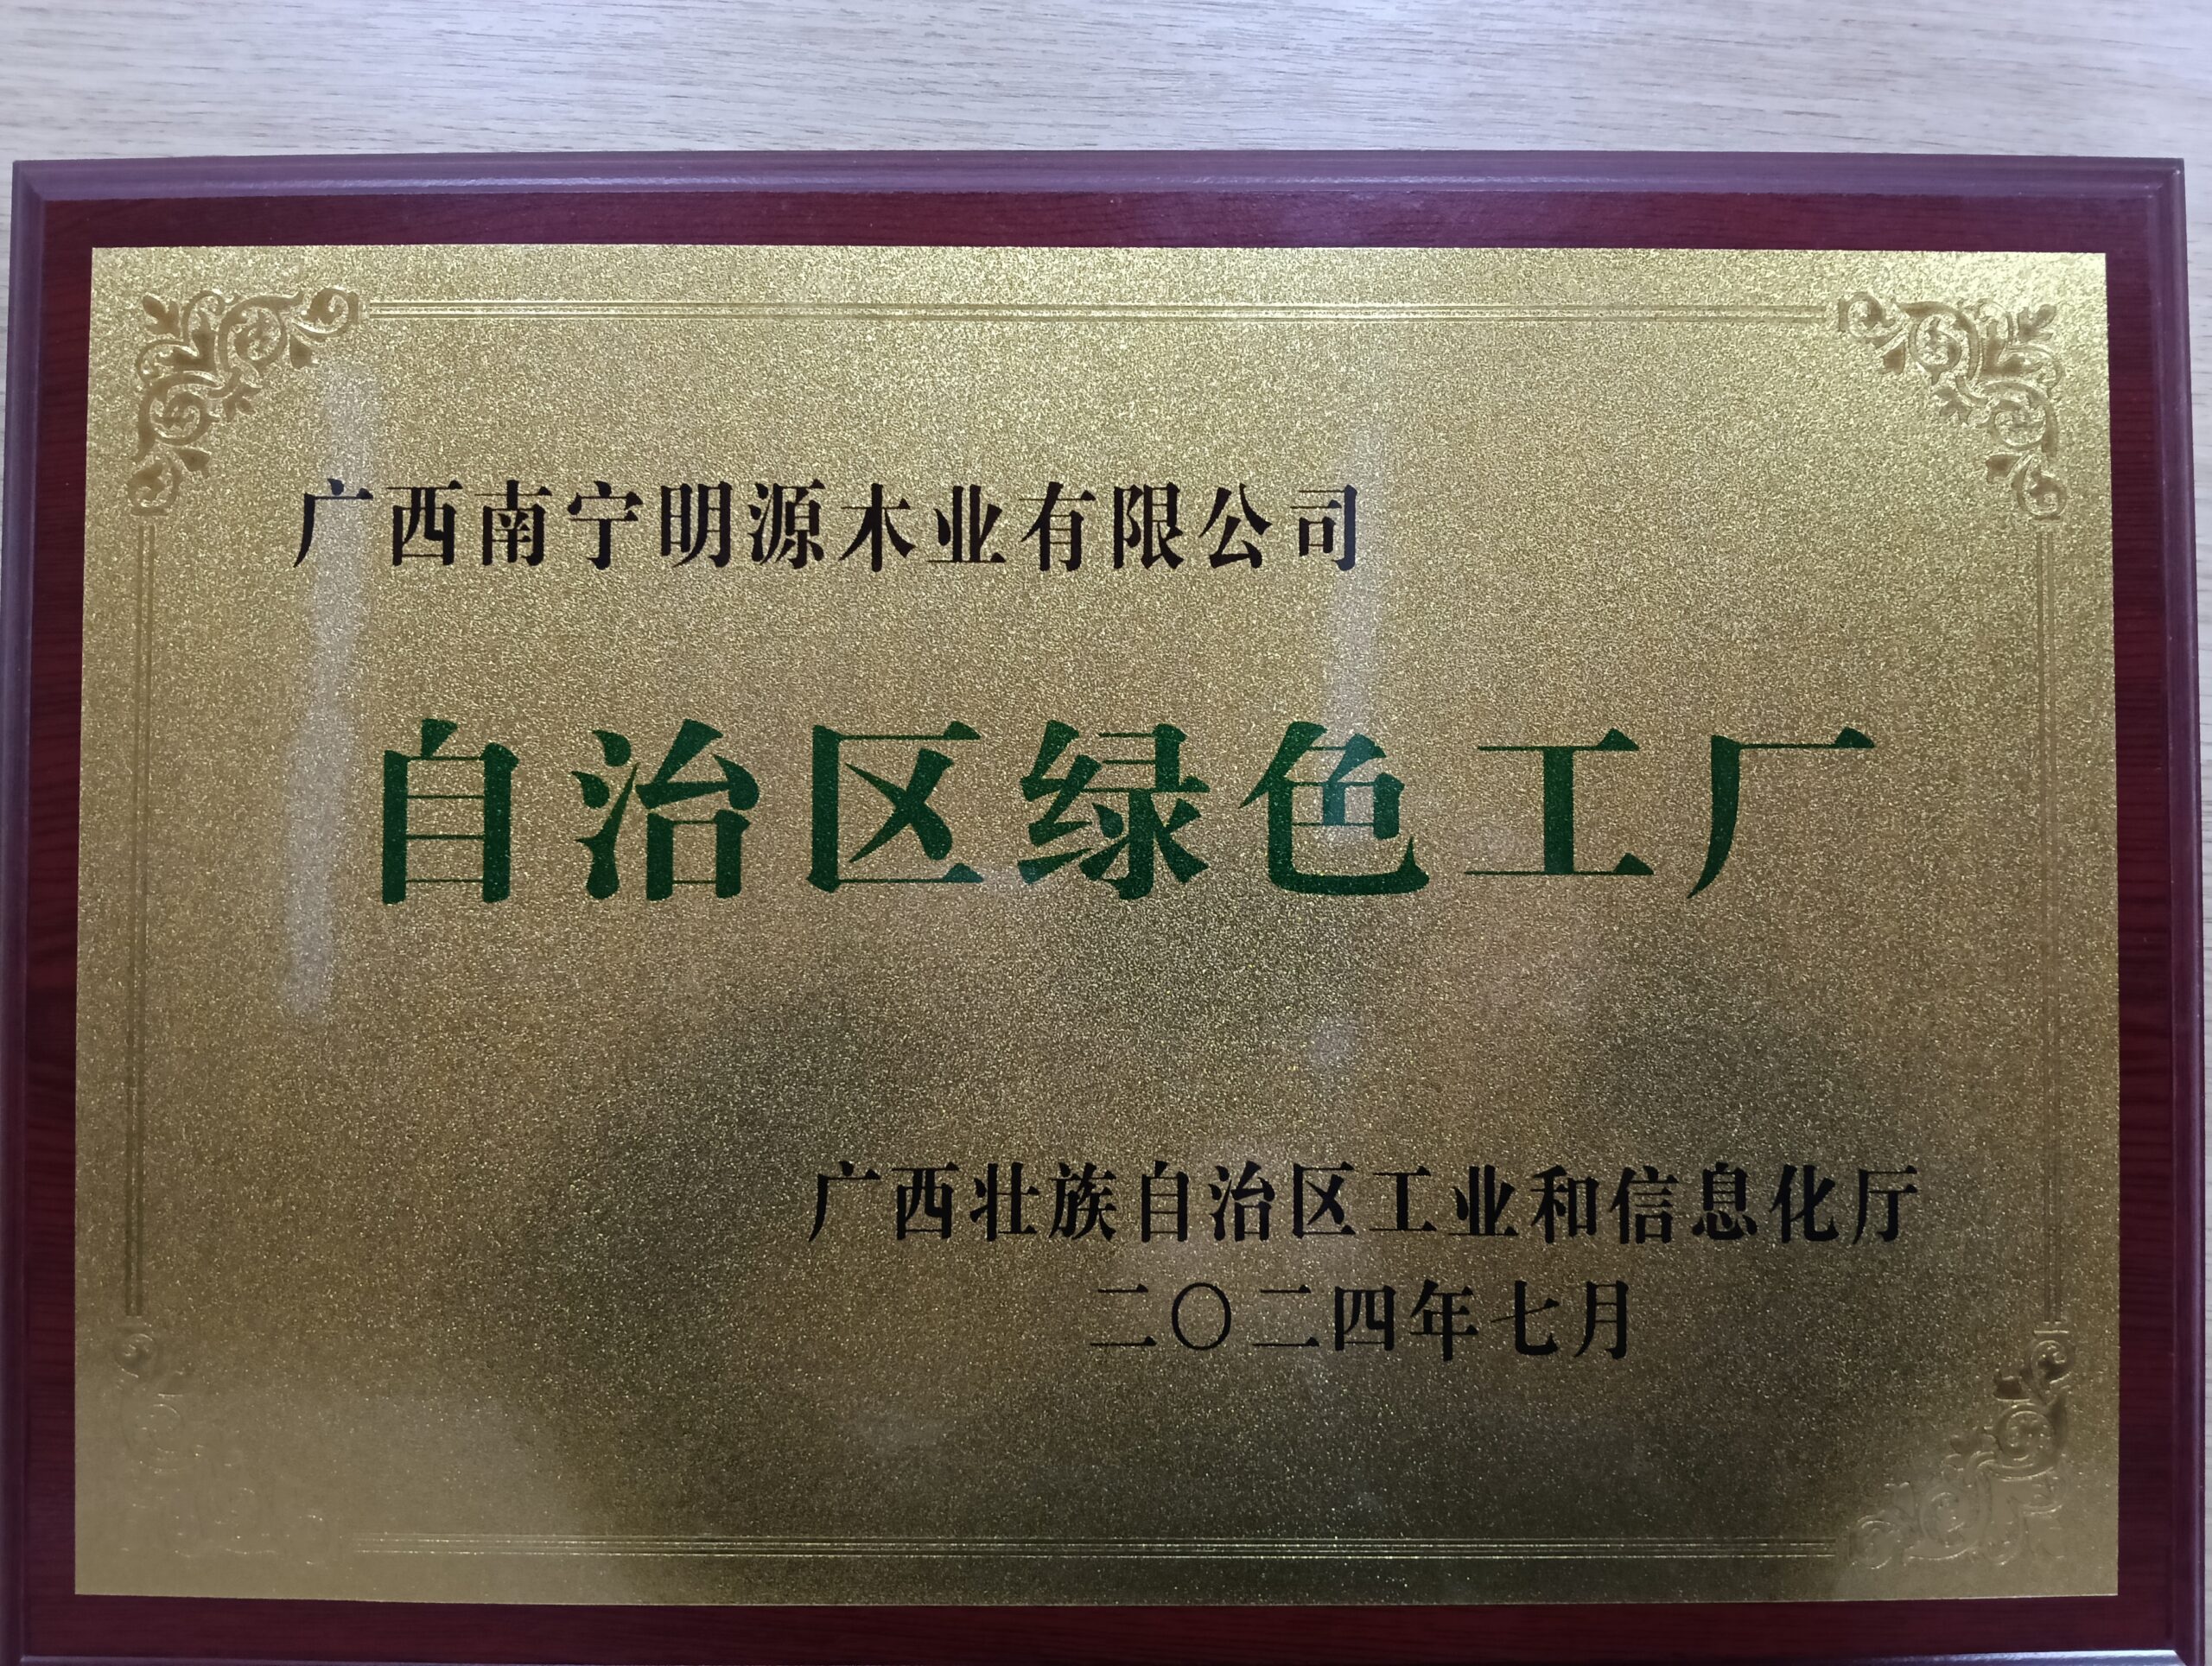 广西南宁明源木业有限公司
自治区绿色工厂
广西壮族自治区工业和信息化厅
二〇二四年七月